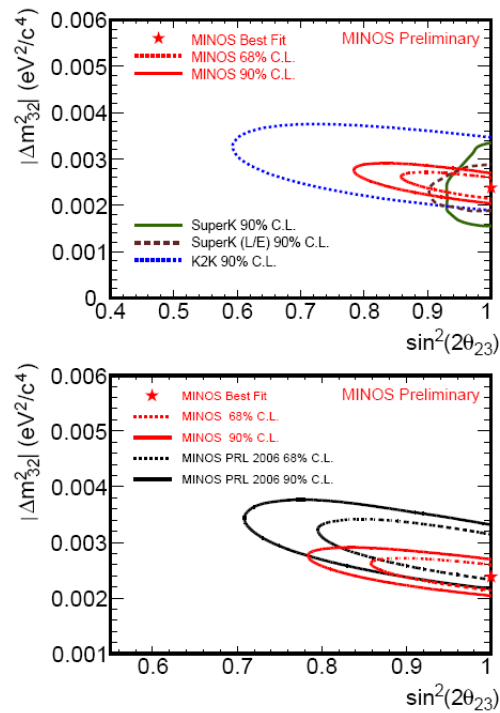 0.006
★ MINOS Best Fit MINOS Preliminary
MINOS 68% C.L.
MINOS 90% C.L.
0.005
0.004
0.003
0.002
0.001
0
|Δm²₃₂| (eV²/c⁴)
SuperK 90% C.L.
SuperK (L/E) 90% C.L.
K2K 90% C.L.
0.4 0.5 0.6 0.7 0.8 0.9 1
sin²(2θ₂₃)
0.006
★ MINOS Best Fit MINOS Preliminary
MINOS 68% C.L.
MINOS 90% C.L.
MINOS PRL 2006 68% C.L.
MINOS PRL 2006 90% C.L.
0.005
0.004
0.003
0.002
0.001
|Δm²₃₂| (eV²/c⁴)
0.6 0.7 0.8 0.9 1
sin²(2θ₂₃)